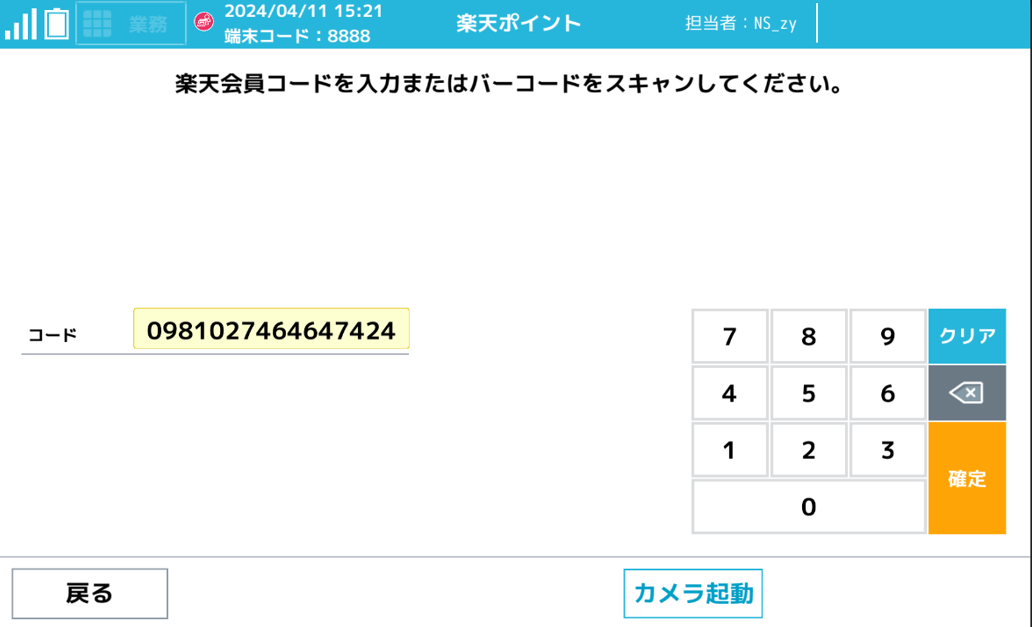 業務
2024/04/11 15:21
端末コード：8888
楽天ポイント
担当者：NS_zy
楽天会員コードを入力またはバーコードをスキャンしてください。
コード
0981027464647424
7 8 9 クリア
4 5 6
1 2 3
確定
0
戻る
カメラ起動